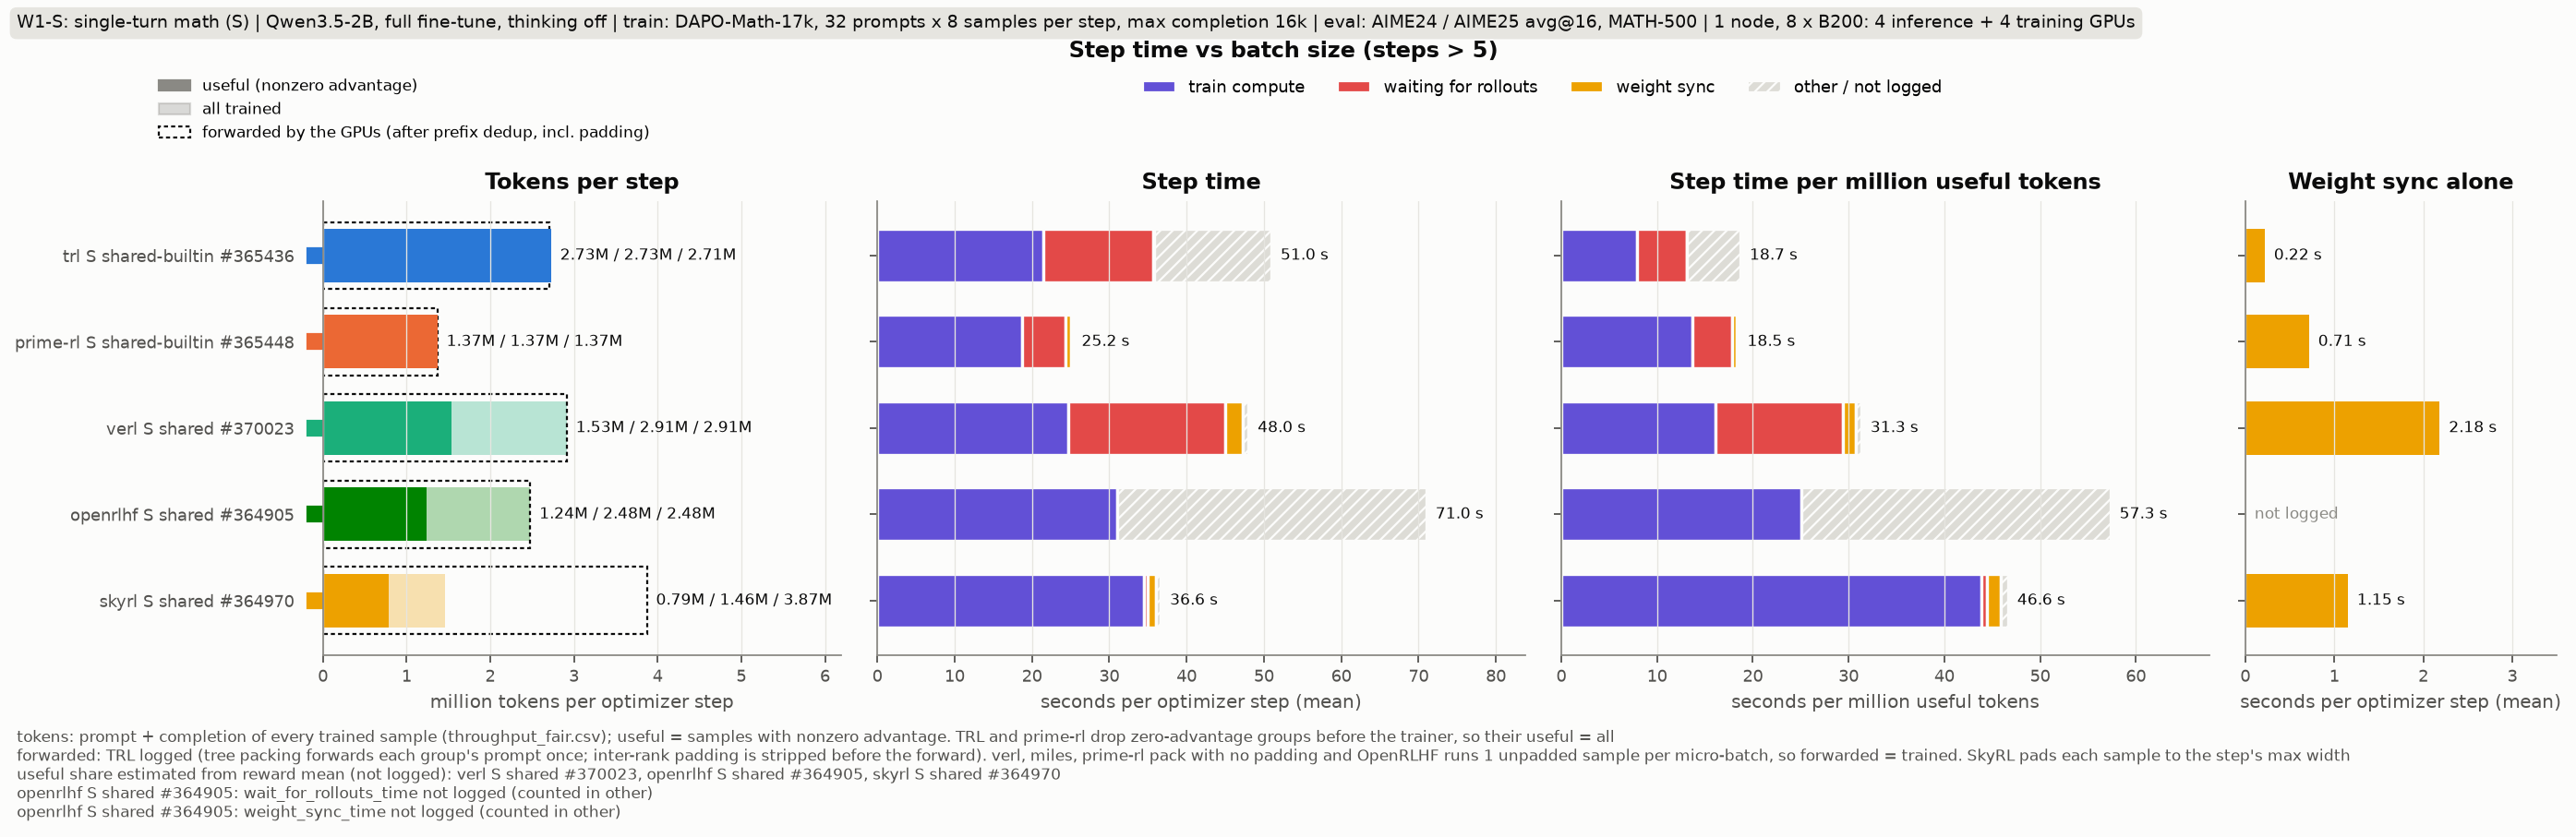 W1-S: single-turn math (S) | Qwen3.5-2B, full fine-tune, thinking off | train: DAPO-Math-17k, 32 prompts x 8 samples per step, max completion 16k | eval: AIME24 / AIME25 avg@16, MATH-500 | 1 node, 8 x B200: 4 inference + 4 training GPUs
Step time vs batch size (steps > 5)
useful (nonzero advantage)
all trained
forwarded by the GPUs (after prefix dedup, incl. padding)
train compute
waiting for rollouts
weight sync
other / not logged
Tokens per step
trl S shared-builtin #365436
prime-rl S shared-builtin #365448
verl S shared #370023
openrlhf S shared #364905
skyrl S shared #364970
2.73M / 2.73M / 2.71M
1.37M / 1.37M / 1.37M
1.53M / 2.91M / 2.91M
1.24M / 2.48M / 2.48M
0.79M / 1.46M / 3.87M
0 1 2 3 4 5 6
million tokens per optimizer step
Step time
51.0 s
25.2 s
48.0 s
71.0 s
36.6 s
0 10 20 30 40 50 60 70 80
seconds per optimizer step (mean)
Step time per million useful tokens
18.7 s
18.5 s
31.3 s
57.3 s
46.6 s
0 10 20 30 40 50 60
seconds per million useful tokens
Weight sync alone
0.22 s
0.71 s
2.18 s
not logged
1.15 s
0 1 2 3
seconds per optimizer step (mean)
tokens: prompt + completion of every trained sample (throughput_fair.csv); useful = samples with nonzero advantage. TRL and prime-rl drop zero-advantage groups before the trainer, so their useful = all
forwarded: TRL logged (tree packing forwards each group's prompt once; inter-rank padding is stripped before the forward). verl, miles, prime-rl pack with no padding and OpenRLHF runs 1 unpadded sample per micro-batch, so forwarded = trained. SkyRL pads each sample to the step's max width
useful share estimated from reward mean (not logged): verl S shared #370023, openrlhf S shared #364905, skyrl S shared #364970
openrlhf S shared #364905: wait_for_rollouts_time not logged (counted in other)
openrlhf S shared #364905: weight_sync_time not logged (counted in other)